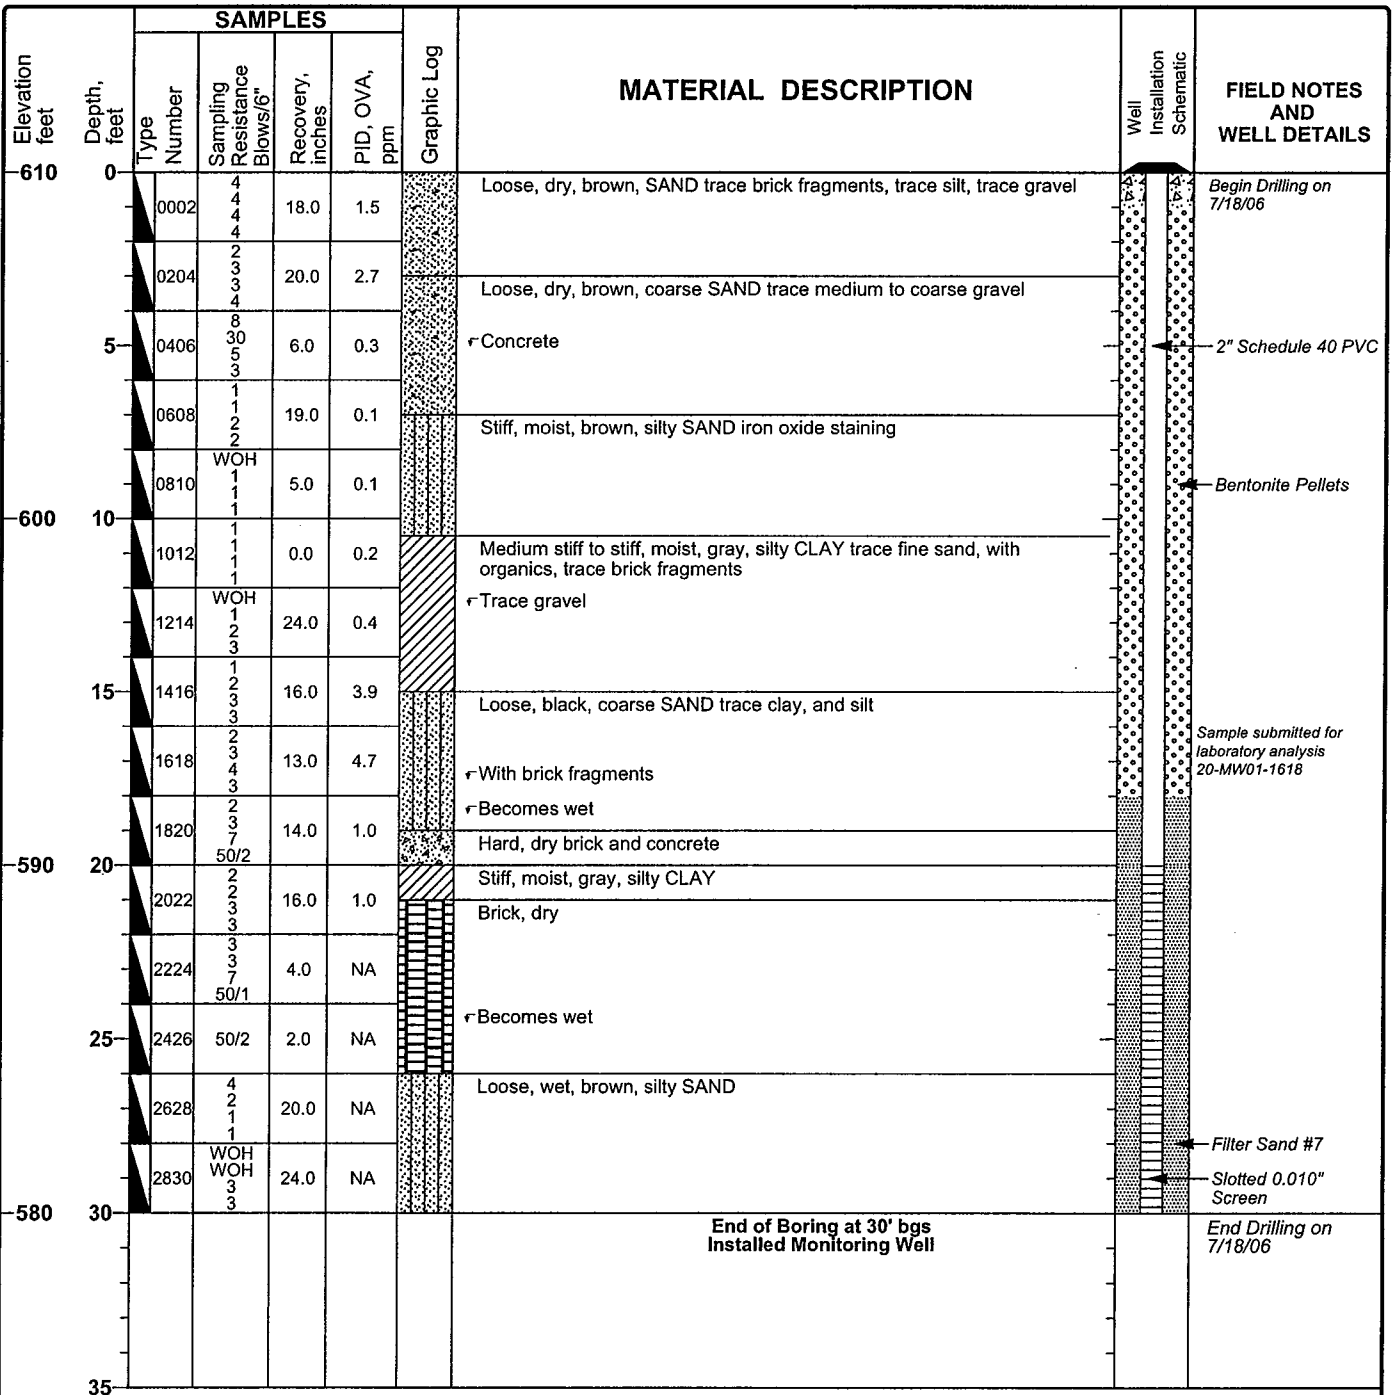 SAMPLES
Elevation
feet
Depth,
feet
Type
Number
Sampling
Resistance
Blows/6"
Recovery,
inches
PID, OVA,
ppm
Graphic Log
MATERIAL DESCRIPTION
Well
Installation
Schematic
FIELD NOTES
AND
WELL DETAILS
610
0
0002
4
4
4
4
18.0
1.5
Loose, dry, brown, SAND trace brick fragments, trace silt, trace gravel
Begin Drilling on
7/18/06
0204
2
3
3
4
20.0
2.7
Loose, dry, brown, coarse SAND trace medium to coarse gravel
5
0406
8
30
5
3
6.0
0.3
Concrete
2" Schedule 40 PVC
0608
1
1
2
2
19.0
0.1
Stiff, moist, brown, silty SAND iron oxide staining
0810
WOH
1
1
1
5.0
0.1
Bentonite Pellets
600
10
1012
1
1
1
1
0.0
0.2
Medium stiff to stiff, moist, gray, silty CLAY trace fine sand, with
organics, trace brick fragments
1214
WOH
1
2
3
24.0
0.4
Trace gravel
15
1416
1
2
3
3
16.0
3.9
Loose, black, coarse SAND trace clay, and silt
1618
2
3
4
3
13.0
4.7
With brick fragments
Sample submitted for
laboratory analysis
20-MW01-1618
1820
2
3
7
50/2
14.0
1.0
Becomes wet
Hard, dry brick and concrete
590
20
2022
2
2
3
3
16.0
1.0
Stiff, moist, gray, silty CLAY
Brick, dry
2224
3
3
7
50/1
4.0
NA
25
2426
50/2
2.0
NA
Becomes wet
2628
4
2
1
1
20.0
NA
Loose, wet, brown, silty SAND
2830
WOH
WOH
3
3
24.0
NA
Filter Sand #7
Slotted 0.010"
Screen
580
30
End of Boring at 30' bgs
Installed Monitoring Well
End Drilling on
7/18/06
35